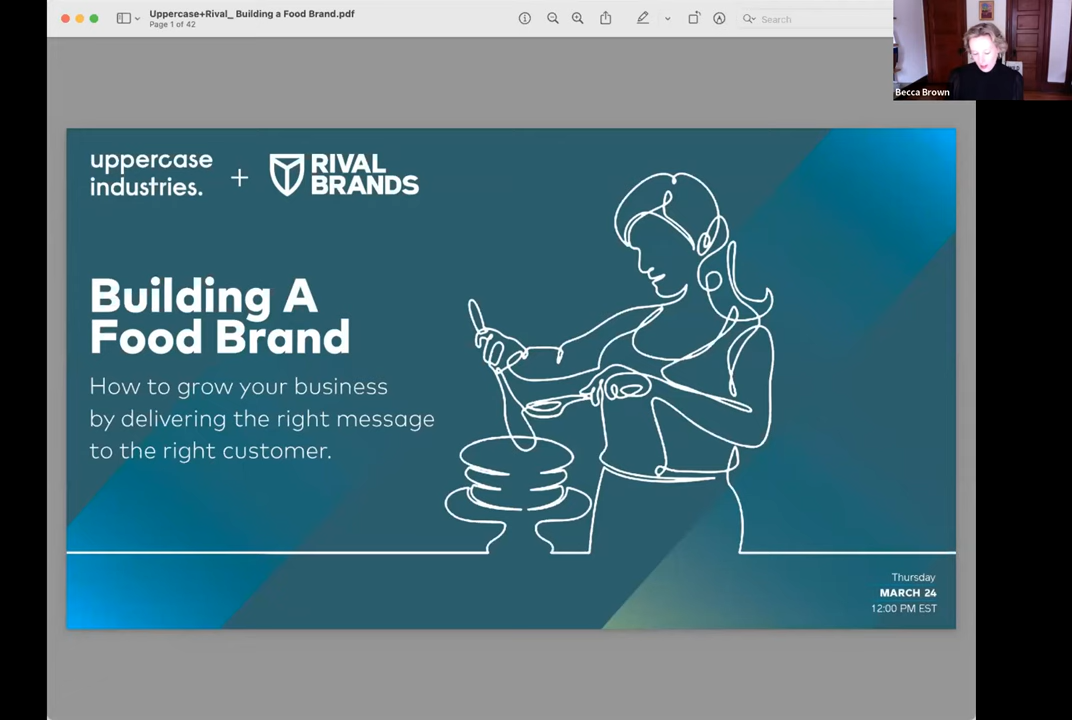 Uppercase+Rival_ Building a Food Brand.pdf
Page 1 of 42
Search
Becca Brown
uppercase
industries.
+
RIVAL
BRANDS
Building A
Food Brand
How to grow your business
by delivering the right message
to the right customer.
Thursday
MARCH 24
12:00 PM EST